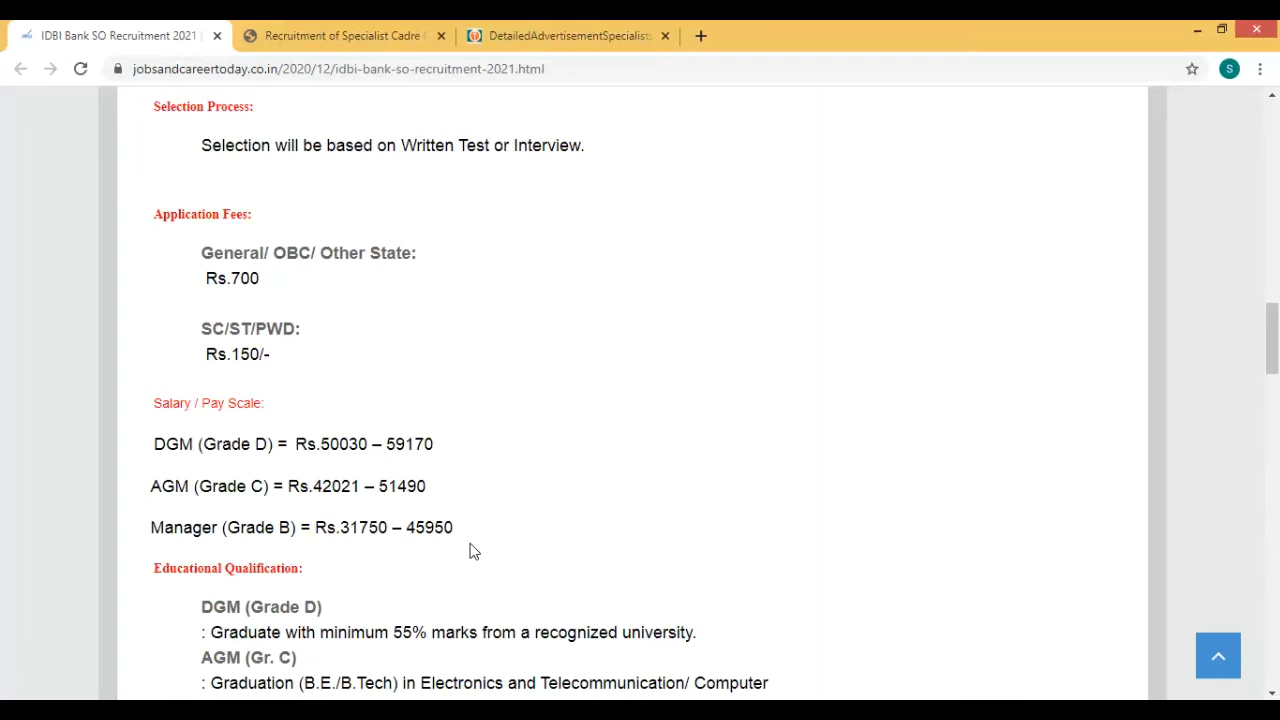 IDBI Bank SO Recruitment 2021
Recruitment of Specialist Cadre
DetailedAdvertisementSpecialis
jobsandcareertoday.co.in/2020/12/idbi-bank-so-recruitment-2021.html
S
Selection Process:
Selection will be based on Written Test or Interview.
Application Fees:
General/ OBC/ Other State:
Rs.700
SC/ST/PWD:
Rs.150/-
Salary / Pay Scale:
DGM (Grade D) = Rs.50030 – 59170
AGM (Grade C) = Rs.42021 – 51490
Manager (Grade B) = Rs.31750 – 45950
Educational Qualification:
DGM (Grade D)
: Graduate with minimum 55% marks from a recognized university.
AGM (Gr. C)
: Graduation (B.E./B.Tech) in Electronics and Telecommunication/ Computer